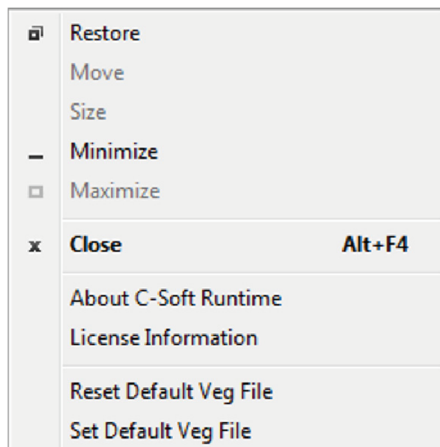 Restore
Move
Size
Minimize
Maximize
Close Alt+F4
About C-Soft Runtime
License Information
Reset Default Veg File
Set Default Veg File